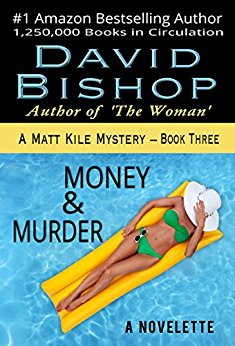 #1 Amazon Bestselling Author
1,250,000 Books in Circulation
DAVID
BISHOP
Author of 'The Woman'
A MATT KILE MYSTERY – BOOK THREE
MONEY
&
MURDER
A NOVELETTE